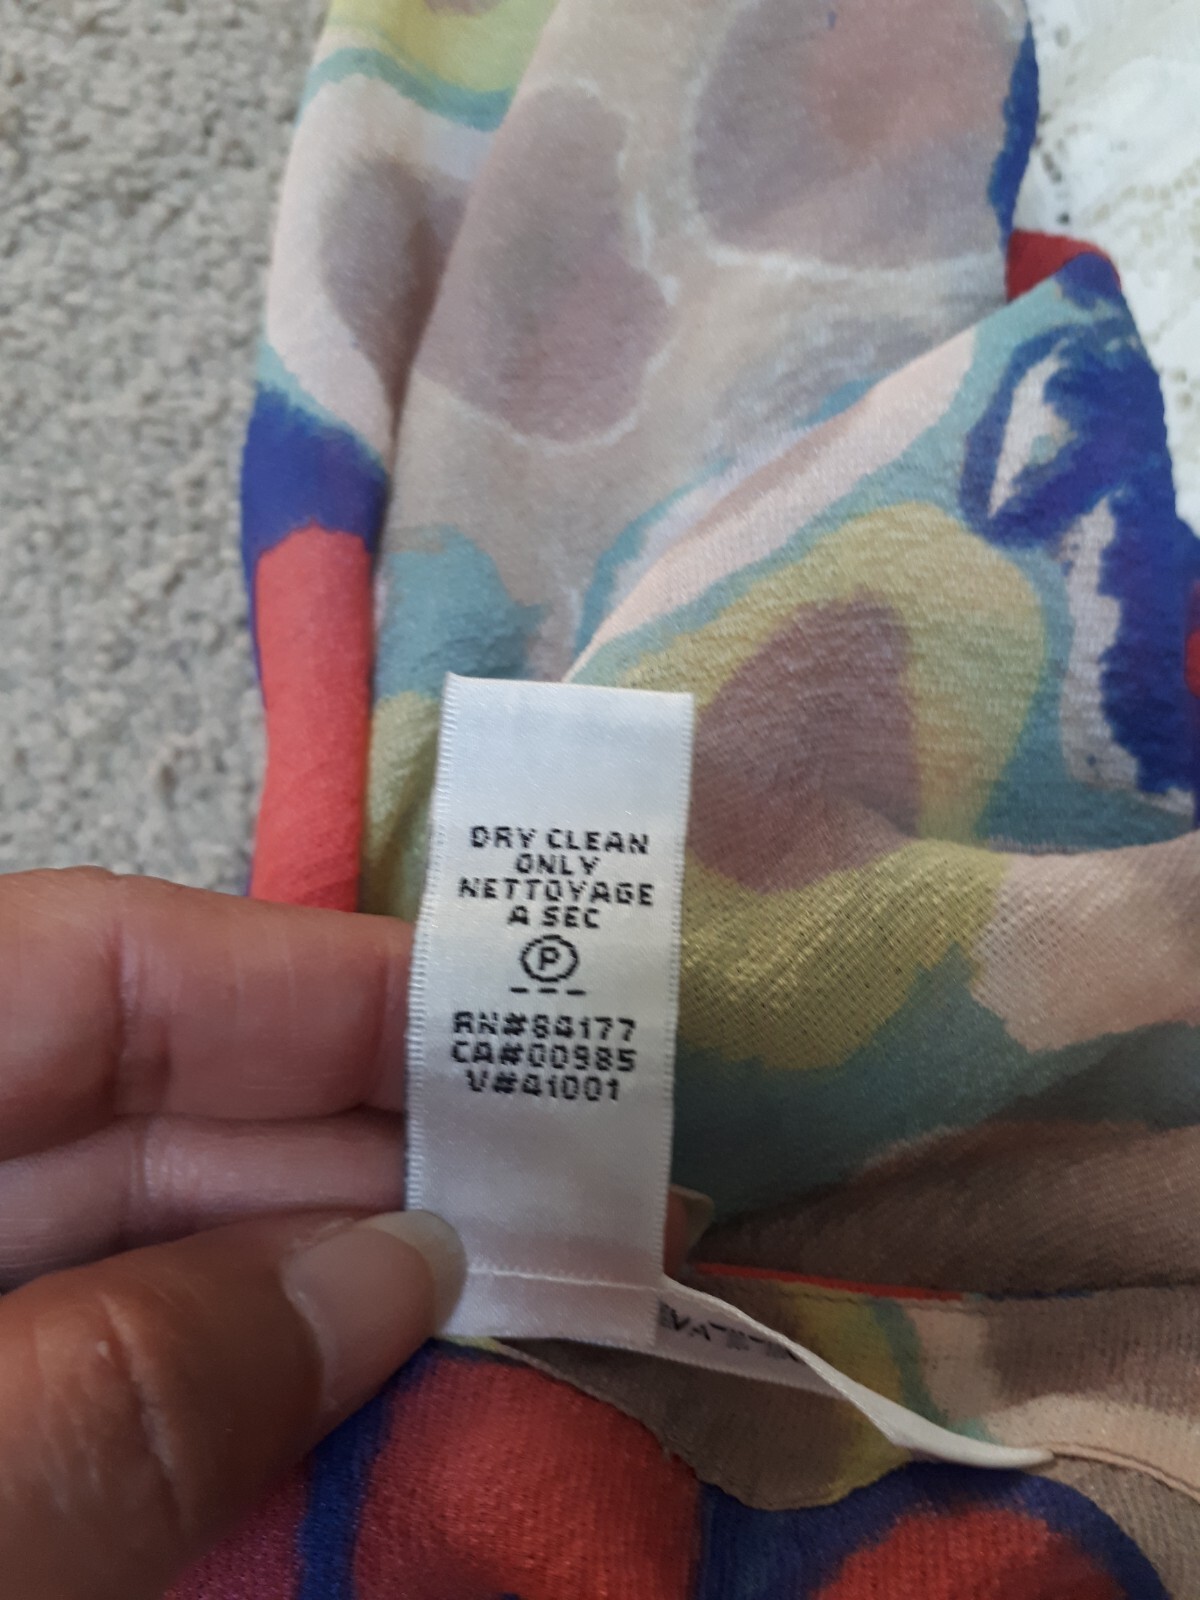 DRY CLEAN
ONLY
NETTOYAGE
A SEC
P
RN#84177
CA#00985
V#41001